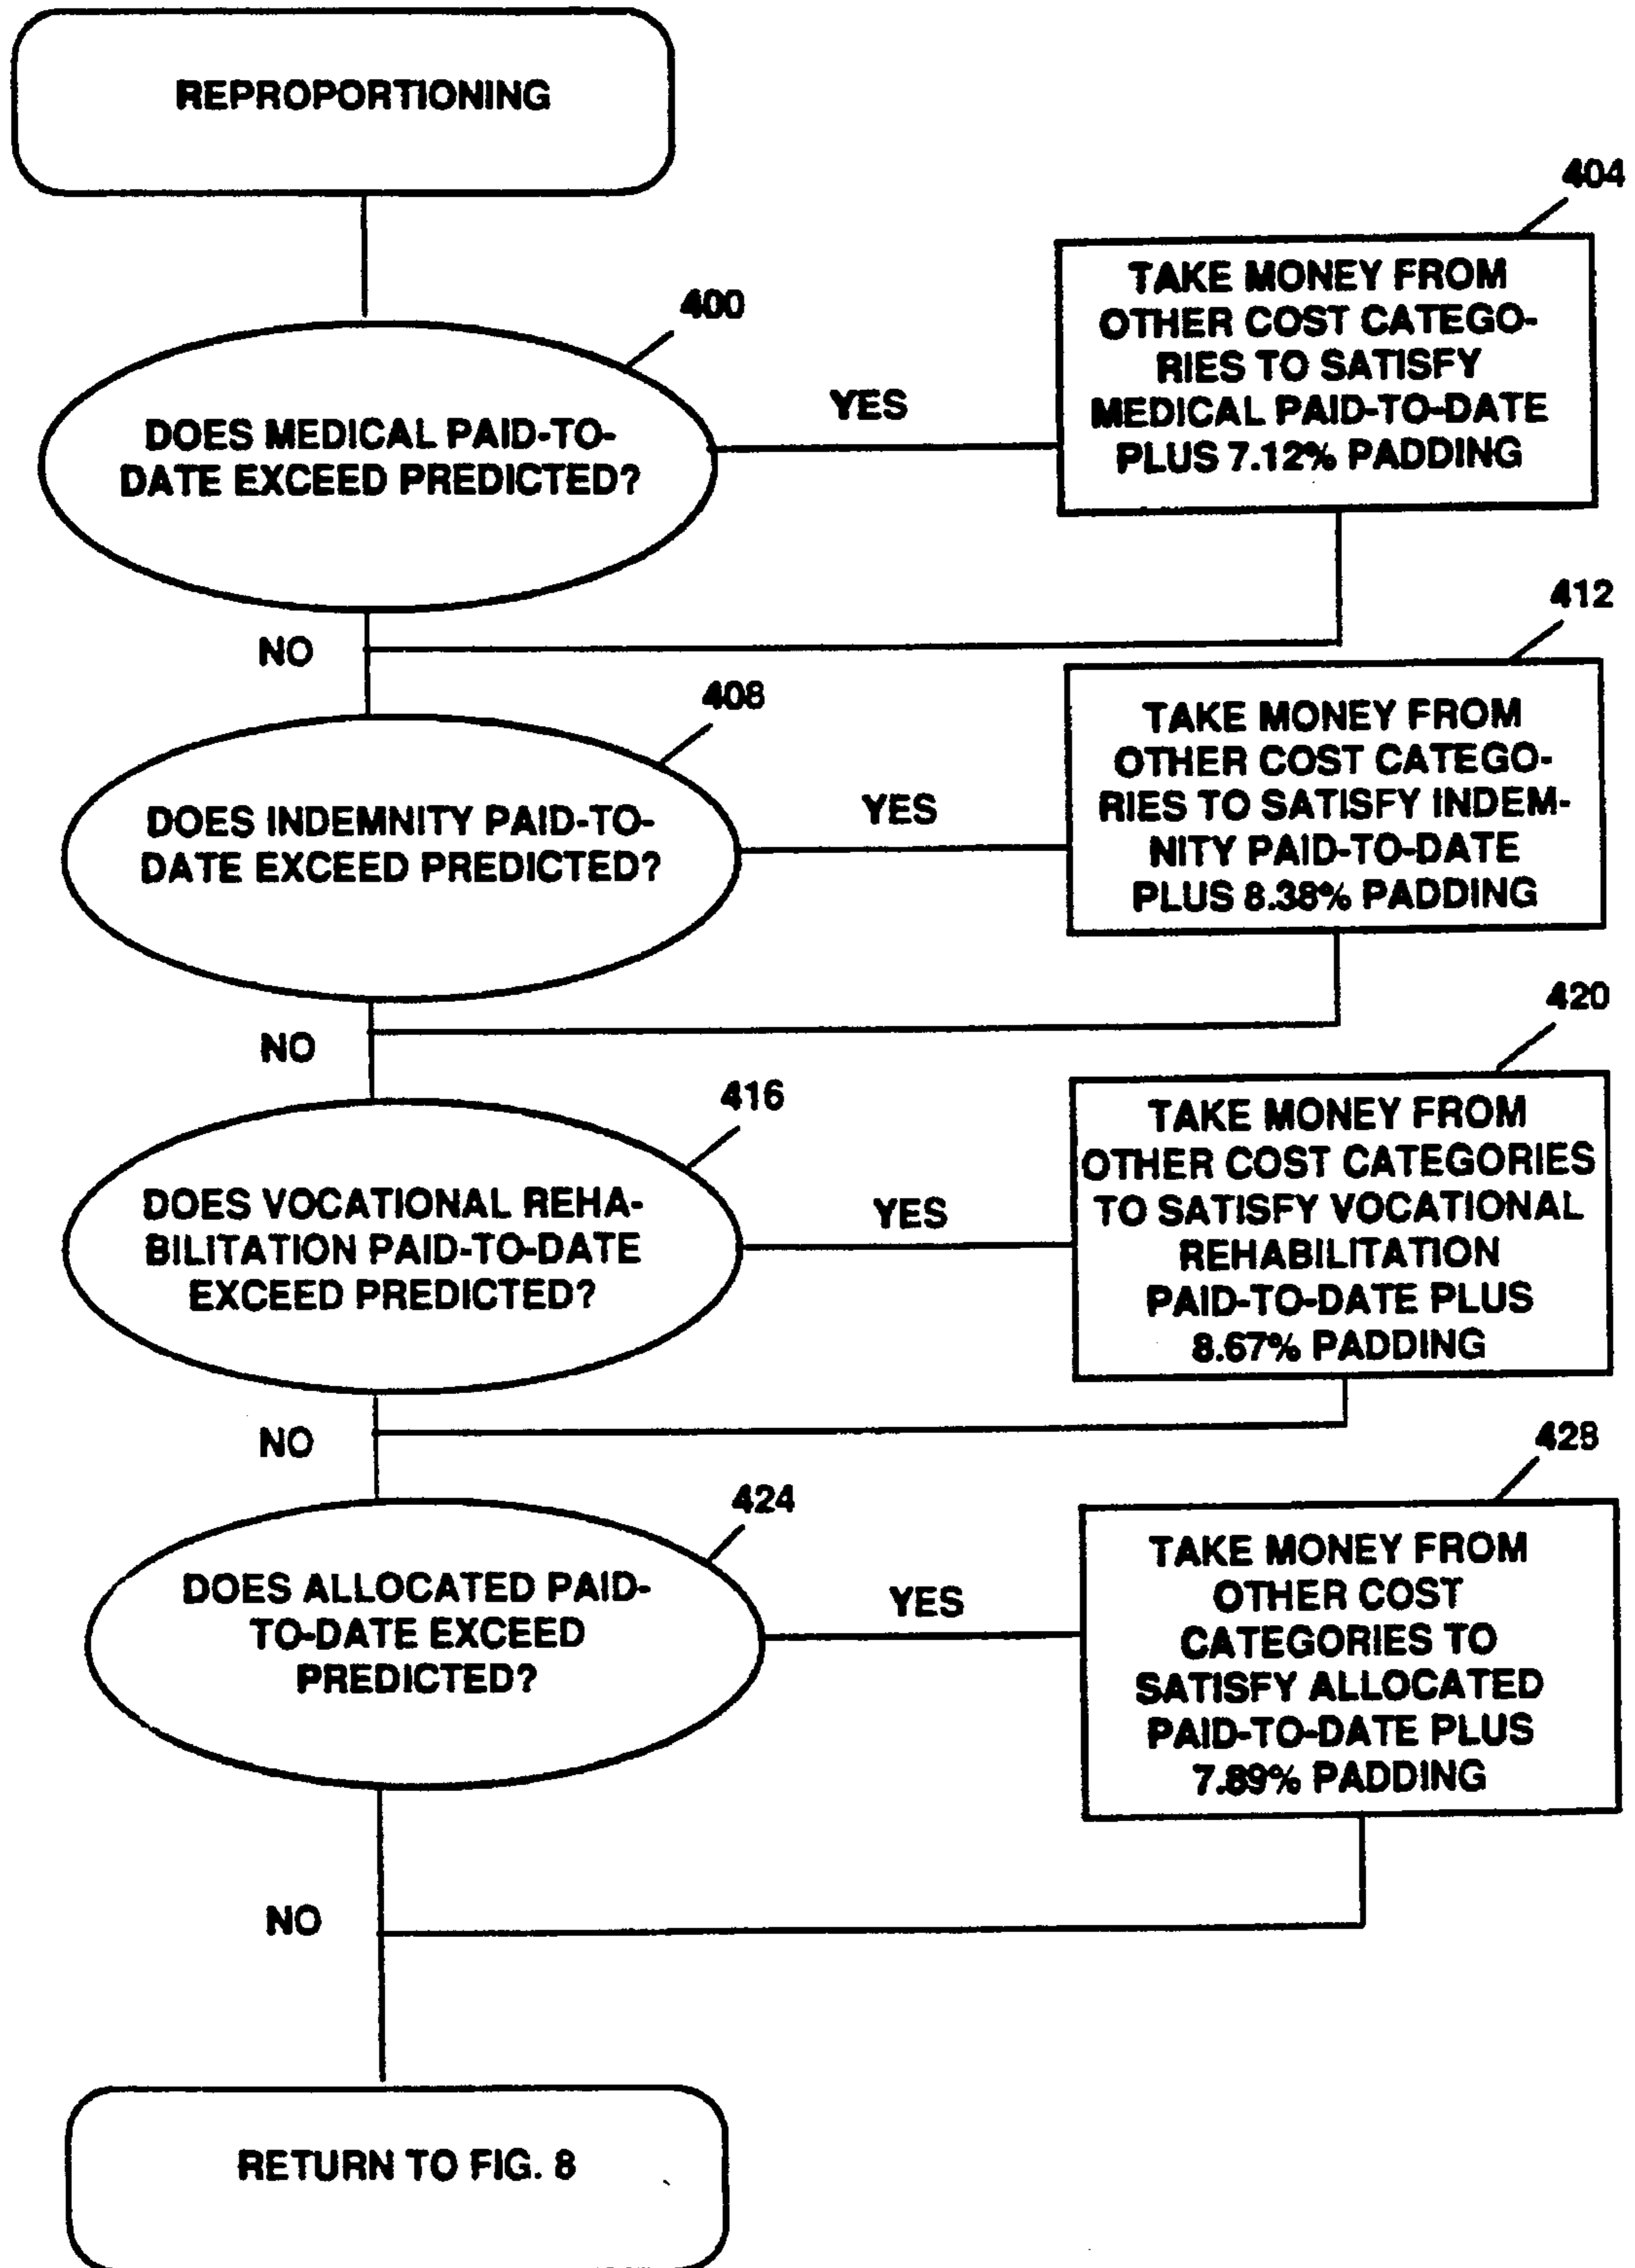 REPROPORTIONING
404
TAKE MONEY FROM
OTHER COST CATEGO-
RIES TO SATISFY
MEDICAL PAID-TO-DATE
PLUS 7.12% PADDING
400
DOES MEDICAL PAID-TO-
DATE EXCEED PREDICTED?
YES
NO
412
TAKE MONEY FROM
OTHER COST CATEGO-
RIES TO SATISFY INDEM-
NITY PAID-TO-DATE
PLUS 8.38% PADDING
408
DOES INDEMNITY PAID-TO-
DATE EXCEED PREDICTED?
YES
NO
420
TAKE MONEY FROM
OTHER COST CATEGORIES
TO SATISFY VOCATIONAL
REHABILITATION
PAID-TO-DATE PLUS
8.67% PADDING
416
DOES VOCATIONAL REHA-
BILITATION PAID-TO-DATE
EXCEED PREDICTED?
YES
NO
428
TAKE MONEY FROM
OTHER COST
CATEGORIES TO
SATISFY ALLOCATED
PAID-TO-DATE PLUS
7.89% PADDING
424
DOES ALLOCATED PAID-
TO-DATE EXCEED
PREDICTED?
YES
NO
RETURN TO FIG. 8